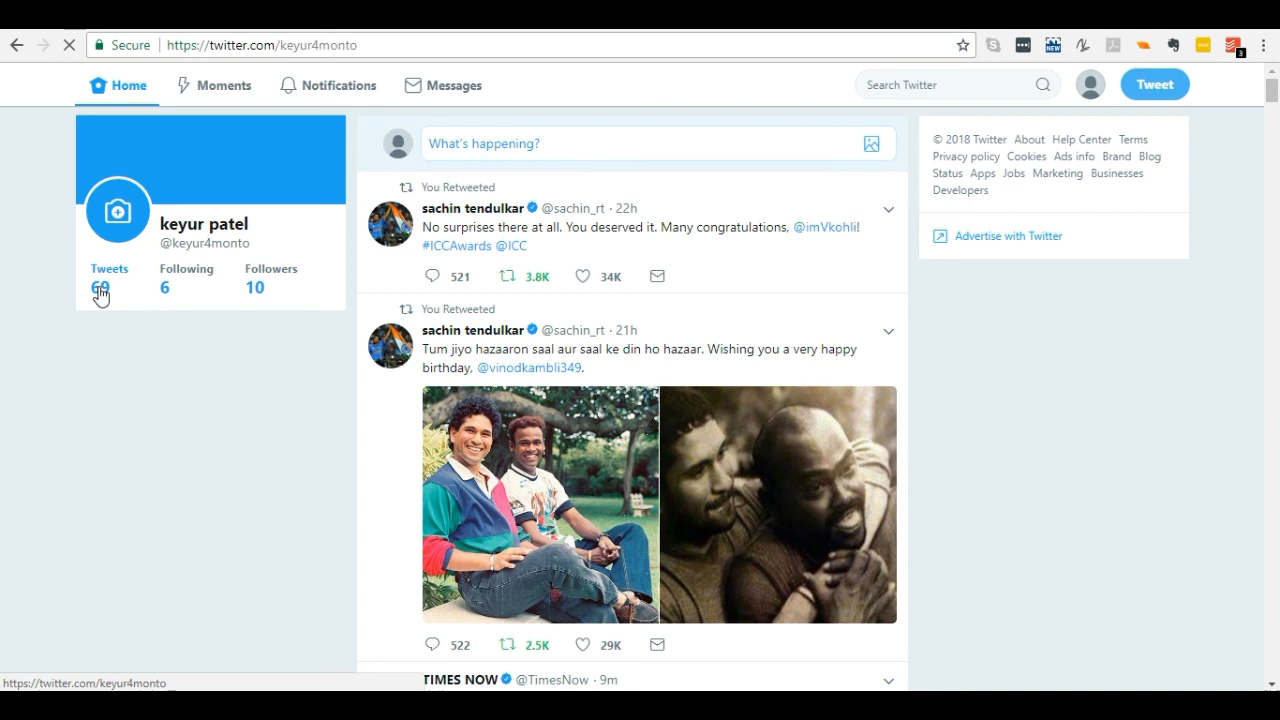 Secure https://twitter.com/keyur4monto
NEW
3
Home Moments Notifications Messages Search Twitter Tweet
keyur patel
@keyur4monto
Tweets Following Followers
69 6 10
What's happening?
You Retweeted
sachin tendulkar @sachin_rt · 22h
No surprises there at all. You deserved it. Many congratulations, @imVkohli!
#ICCAwards @ICC
521 3.8K 34K
You Retweeted
sachin tendulkar @sachin_rt · 21h
Tum jiyo hazaaron saal aur saal ke din ho hazaar. Wishing you a very happy
birthday, @vinodkambli349.
522 2.5K 29K
TIMES NOW @TimesNow · 9m
© 2018 Twitter About Help Center Terms
Privacy policy Cookies Ads info Brand Blog
Status Apps Jobs Marketing Businesses
Developers
Advertise with Twitter
https://twitter.com/keyur4monto